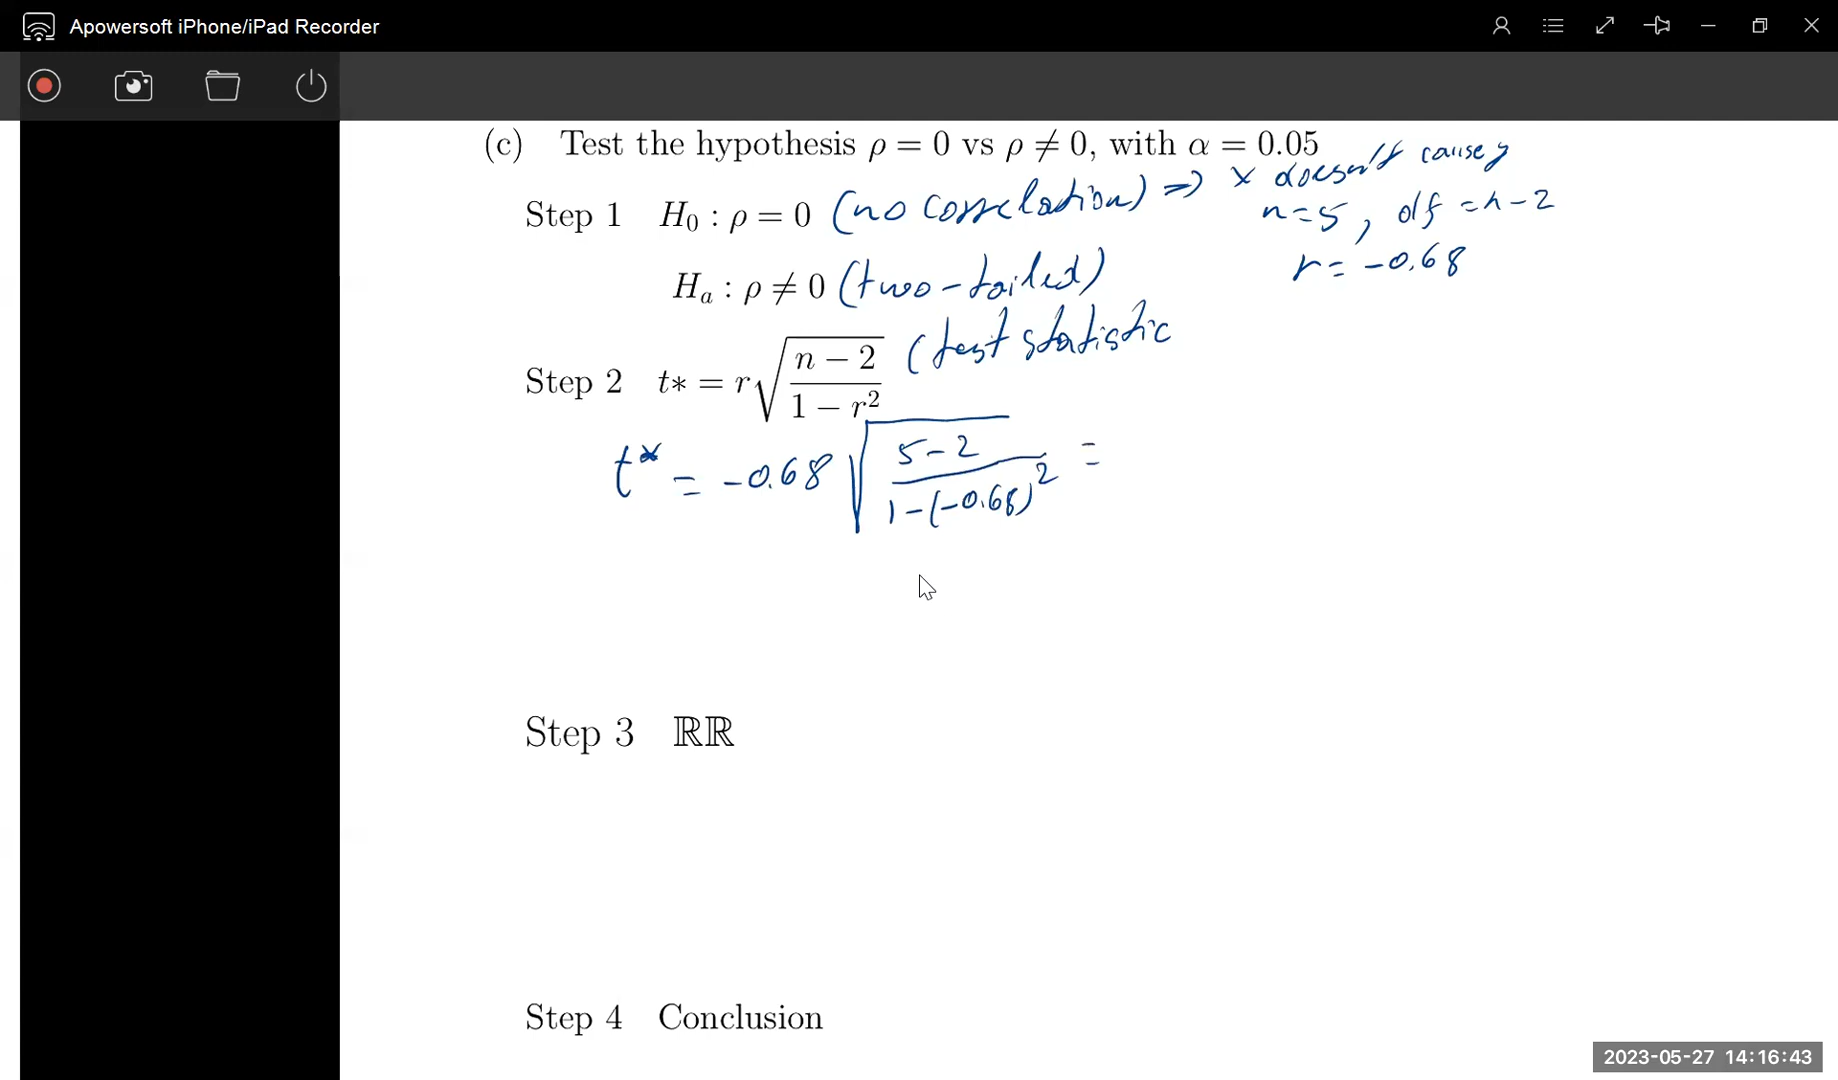 Apowersoft iPhone/iPad Recorder
(c) Test the hypothesis ρ = 0 vs ρ ≠ 0, with α = 0.05
Step 1 H₀ : ρ = 0 (no correlation) => x doesn't cause y
n=5, df = n-2
r = -0.68
Hₐ : ρ ≠ 0 (two-tailed)
Step 2 t* = r√((n − 2)/(1 − r²)) (test statistic
t* = -0.68 √((5-2)/(1-(-0.68)²)) =
Step 3 ℝℝ
Step 4 Conclusion
2023-05-27 14:16:43